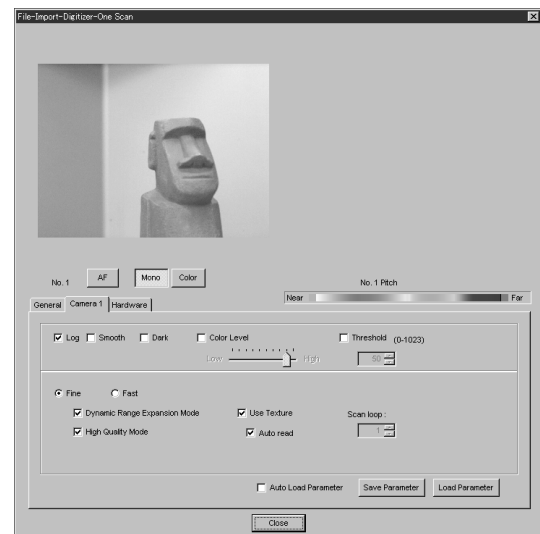 File-Import-Digitizer-One Scan
No. 1 AF Mono Color
No. 1 Pitch
Near Far
General Camera 1 Hardware
Log Smooth Dark Color Level Threshold (0-1023)
Low High 50
Fine Fast
Dynamic Range Expansion Mode Use Texture Scan loop :
High Quality Mode Auto read 1
Auto Load Parameter Save Parameter Load Parameter
Close